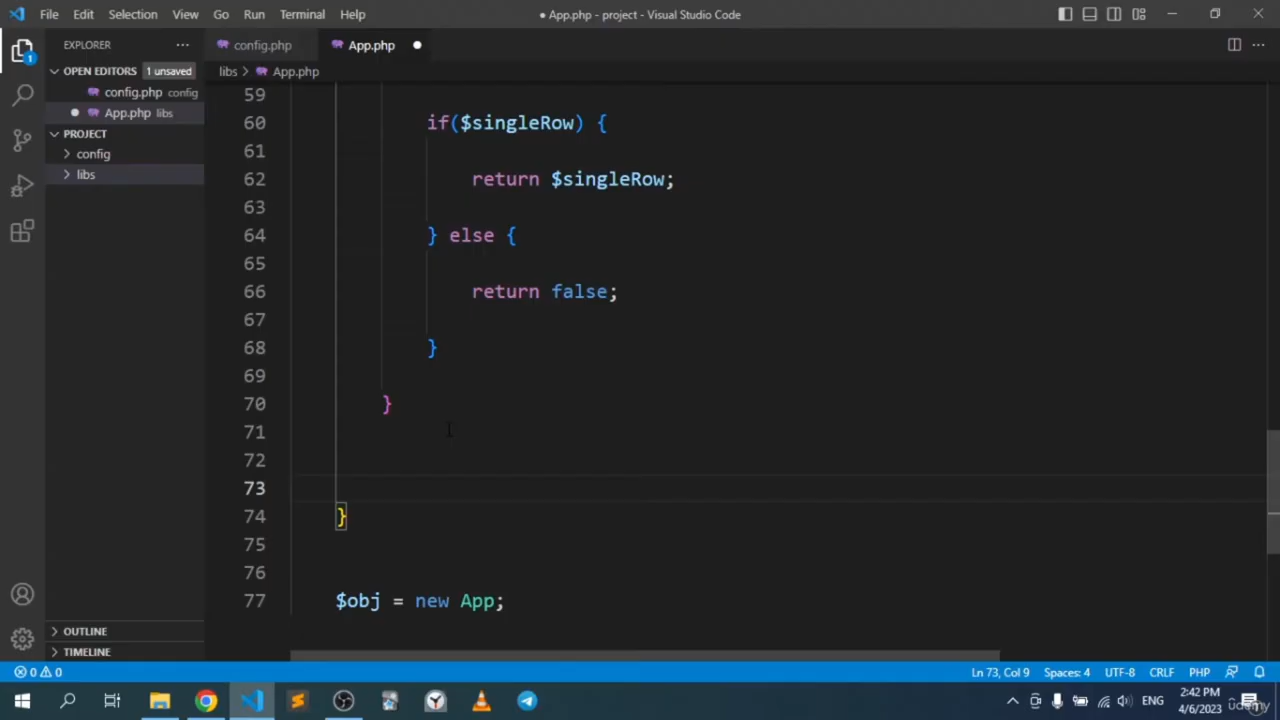 File Edit Selection View Go Run Terminal Help
● App.php - project - Visual Studio Code
EXPLORER ...
config.php
App.php
OPEN EDITORS 1 unsaved
config.php config
App.php libs
PROJECT
config
libs
libs > App.php
59
60 if($singleRow) {
61
62 return $singleRow;
63
64 } else {
65
66 return false;
67
68 }
69
70 }
71
72
73
74 }
75
76
77 $obj = new App;
OUTLINE
TIMELINE
1
0 0
Ln 73, Col 9 Spaces: 4 UTF-8 CRLF PHP
ENG
2:42 PM
4/6/2023
udemy